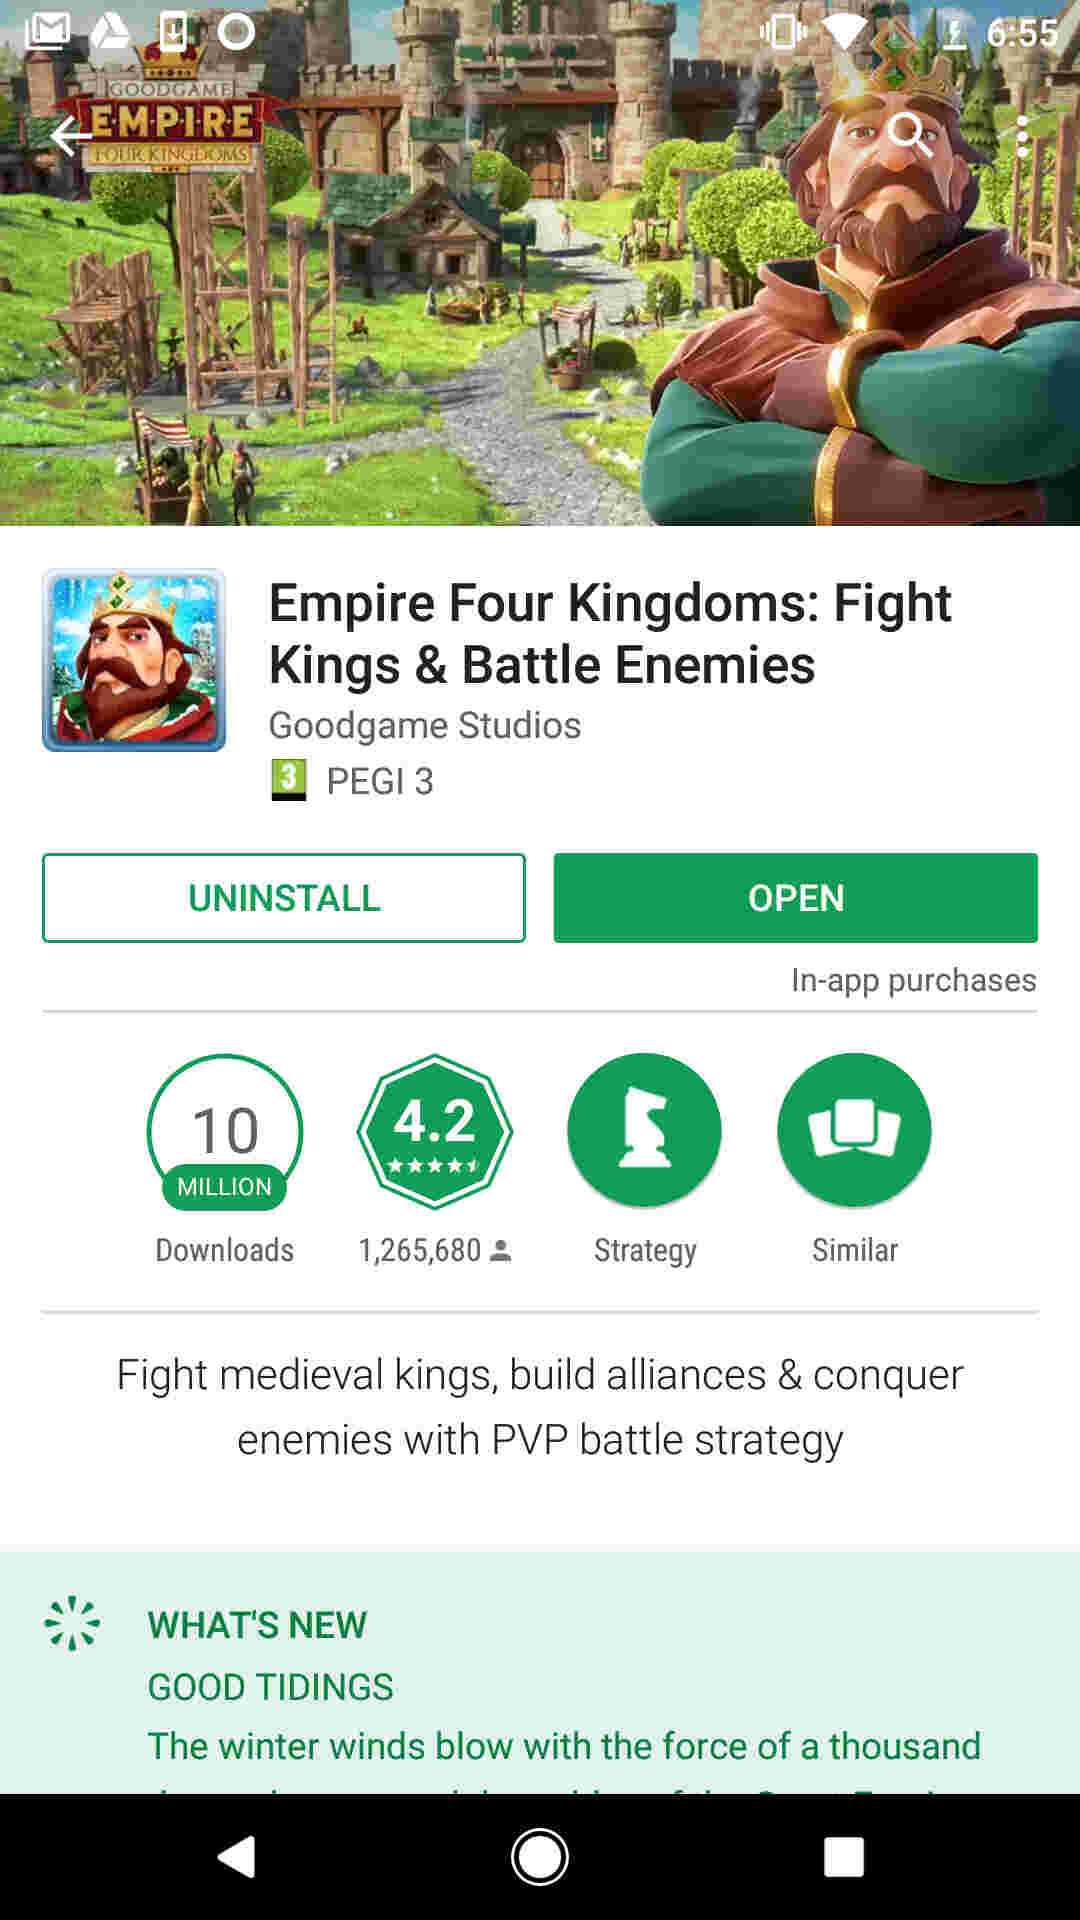 6:55
GOODGAME
EMPIRE
FOUR KINGDOMS
Empire Four Kingdoms: Fight
Kings & Battle Enemies
Goodgame Studios
3 PEGI 3
UNINSTALL
OPEN
In-app purchases
10
MILLION
Downloads
4.2
1,265,680
Strategy
Similar
Fight medieval kings, build alliances & conquer
enemies with PVP battle strategy
WHAT'S NEW
GOOD TIDINGS
The winter winds blow with the force of a thousand